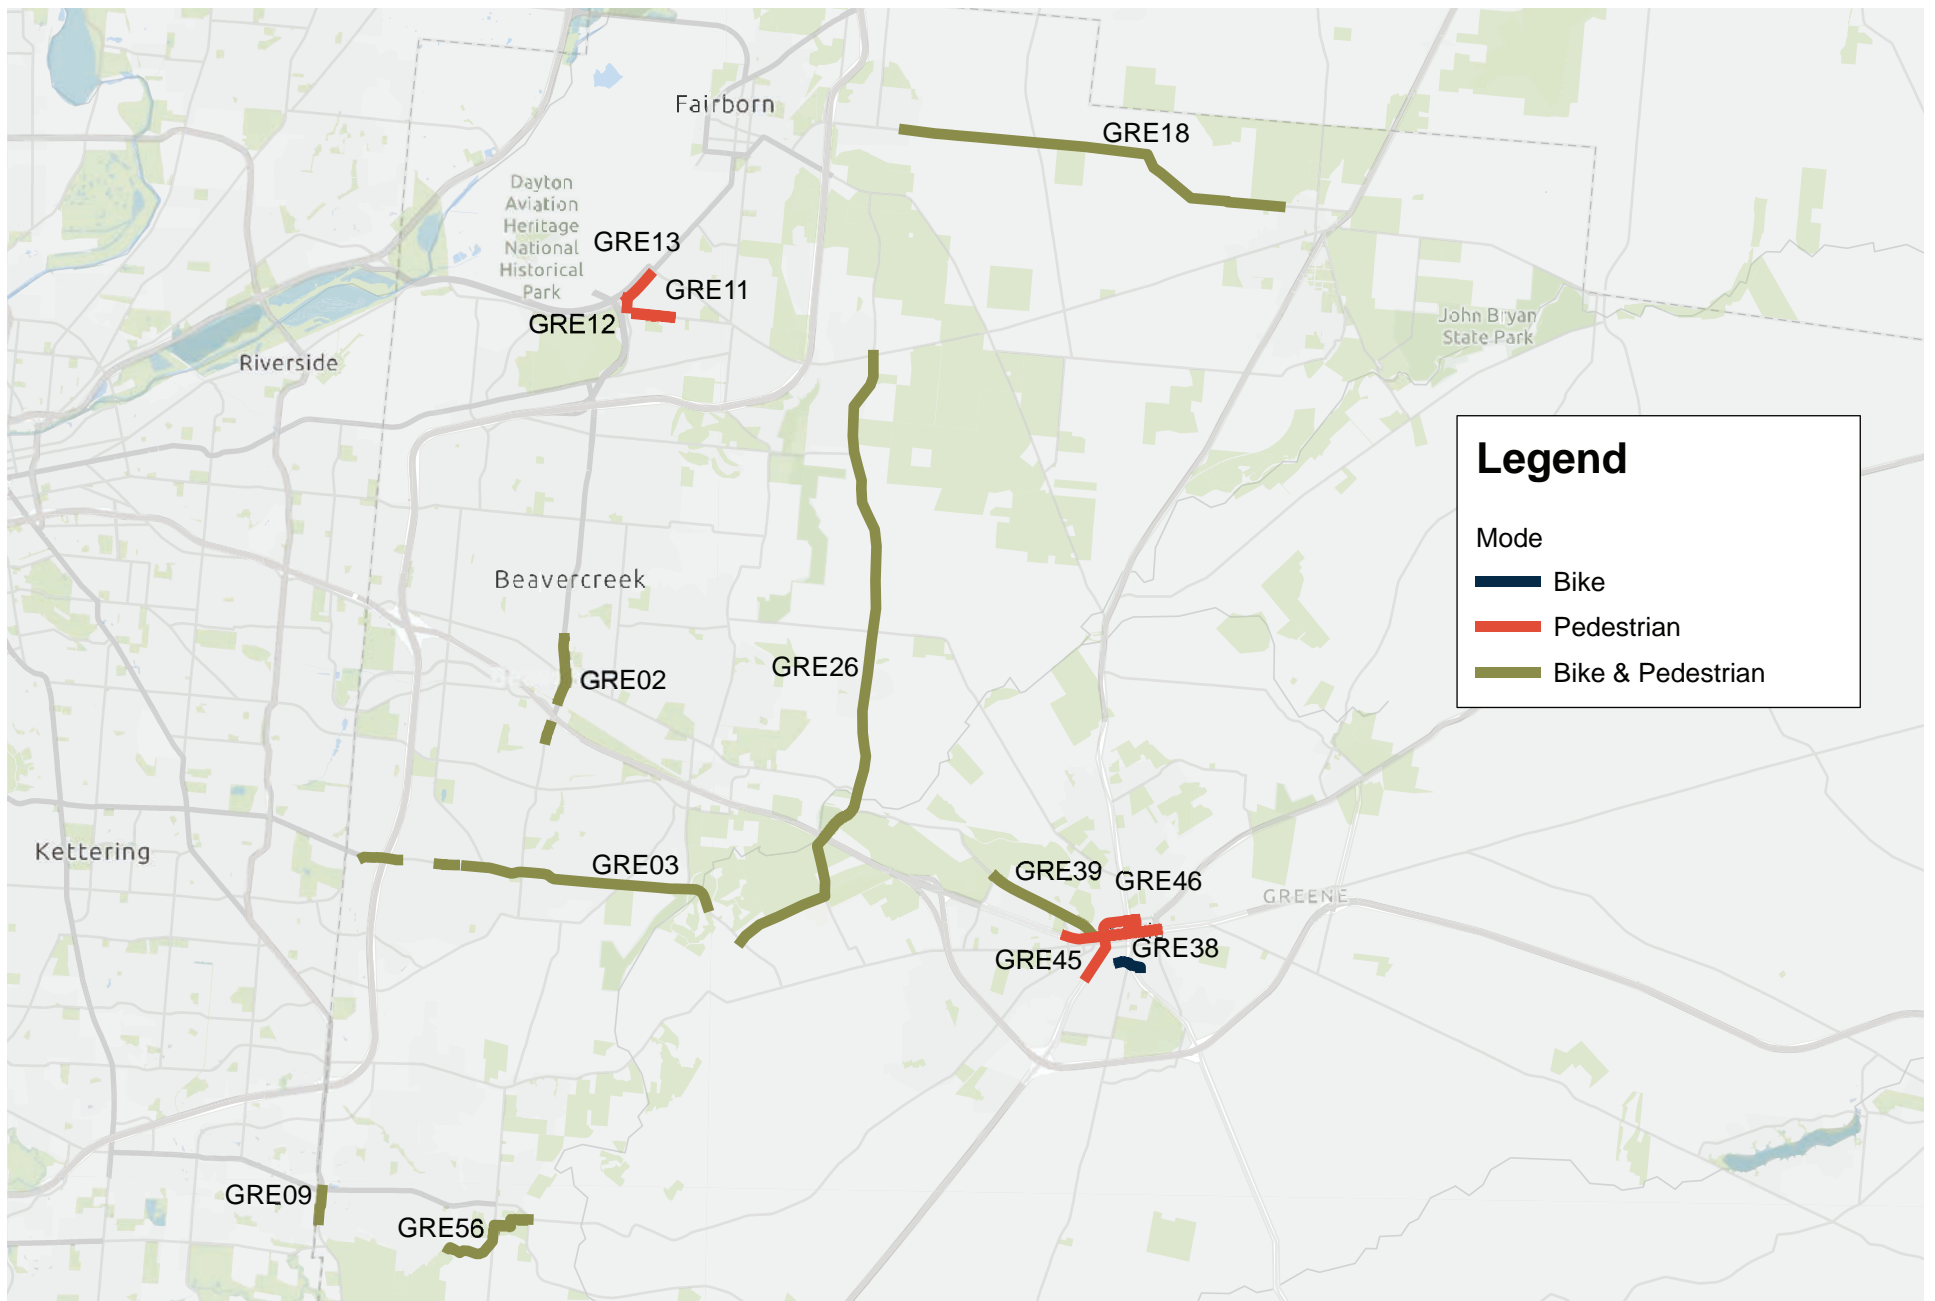 Fairborn
GRE18
Dayton
Aviation
Heritage
National
Historical
Park
GRE13
GRE11
GRE12
John Bryan
State Park
Riverside
Legend
Mode
Bike
Pedestrian
Bike & Pedestrian
Beavercreek
GRE02
GRE26
Kettering
GRE03
GRE39
GRE46
GREENE
GRE45
GRE38
GRE09
GRE56